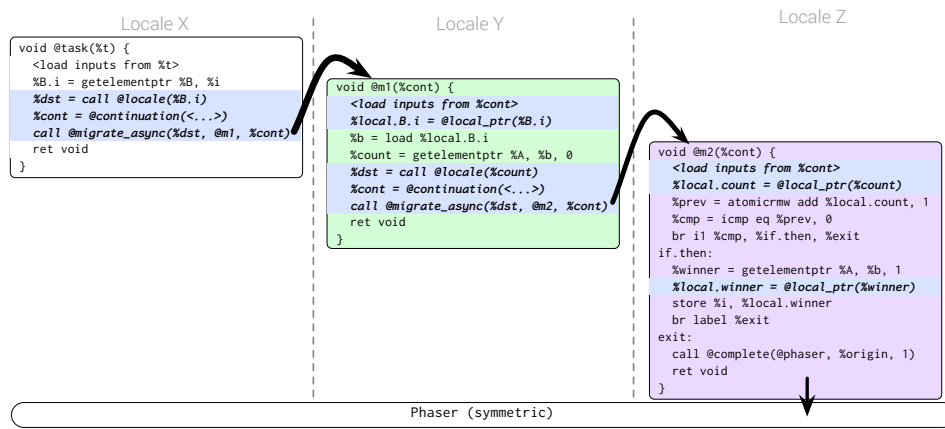 Locale X
void @task(%t) {
<load inputs from %t>
%B.i = getelementptr %B, %i
%dst = call @locale(%B.i)
%cont = @continuation(<...>)
call @migrate_async(%dst, @m1, %cont)
ret void
}
Locale Y
void @m1(%cont) {
<load inputs from %cont>
%local.B.i = @local_ptr(%B.i)
%b = load %local.B.i
%count = getelementptr %A, %b, 0
%dst = call @locale(%count)
%cont = @continuation(<...>)
call @migrate_async(%dst, @m2, %cont)
ret void
}
Locale Z
void @m2(%cont) {
<load inputs from %cont>
%local.count = @local_ptr(%count)
%prev = atomicrmw add %local.count, 1
%cmp = icmp eq %prev, 0
br i1 %cmp, %if.then, %exit
if.then:
%winner = getelementptr %A, %b, 1
%local.winner = @local_ptr(%winner)
store %i, %local.winner
br label %exit
exit:
call @complete(@phaser, %origin, 1)
ret void
}
Phaser (symmetric)